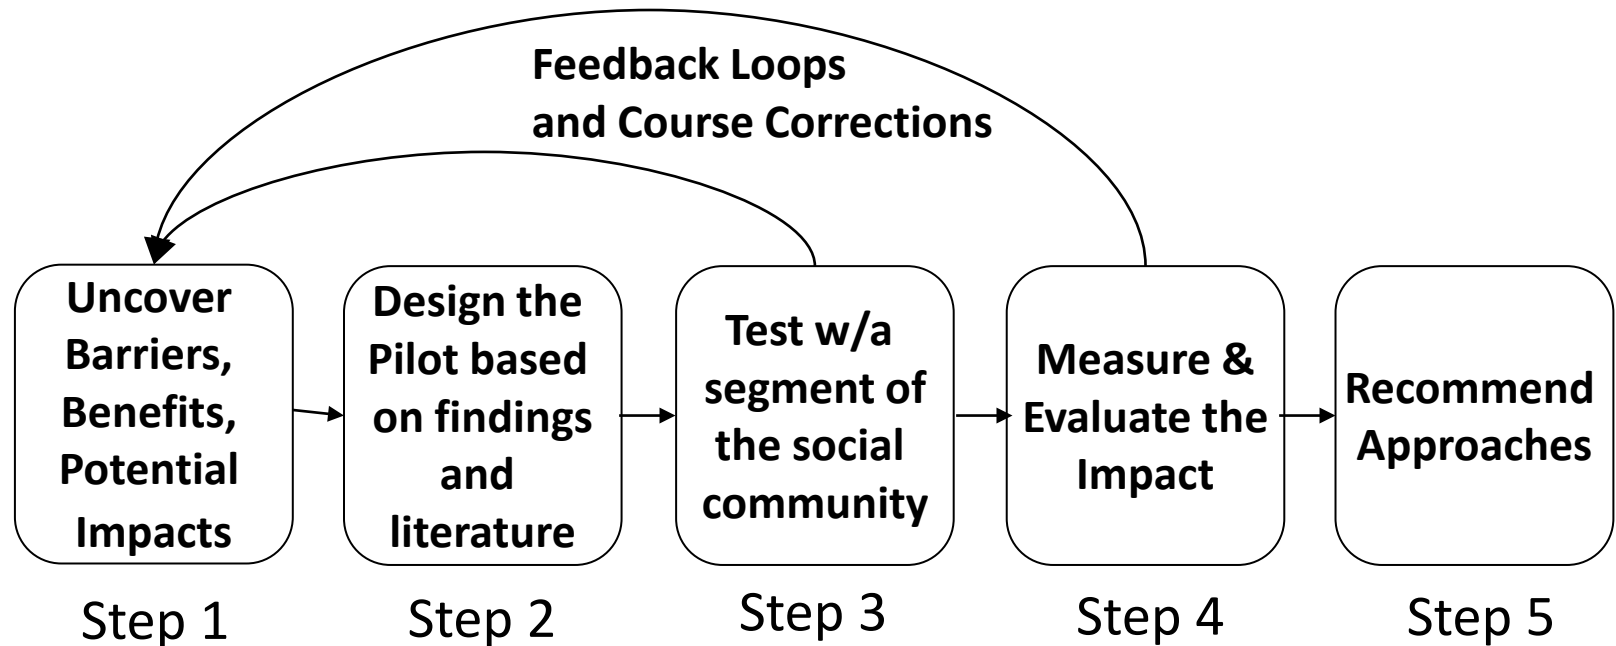 Feedback Loops
and Course Corrections
Uncover
Barriers,
Benefits,
Potential
Impacts
Design the
Pilot based
on findings
and
literature
Test w/a
segment of
the social
community
Measure &
Evaluate the
Impact
Recommend
Approaches
Step 1
Step 2
Step 3
Step 4
Step 5